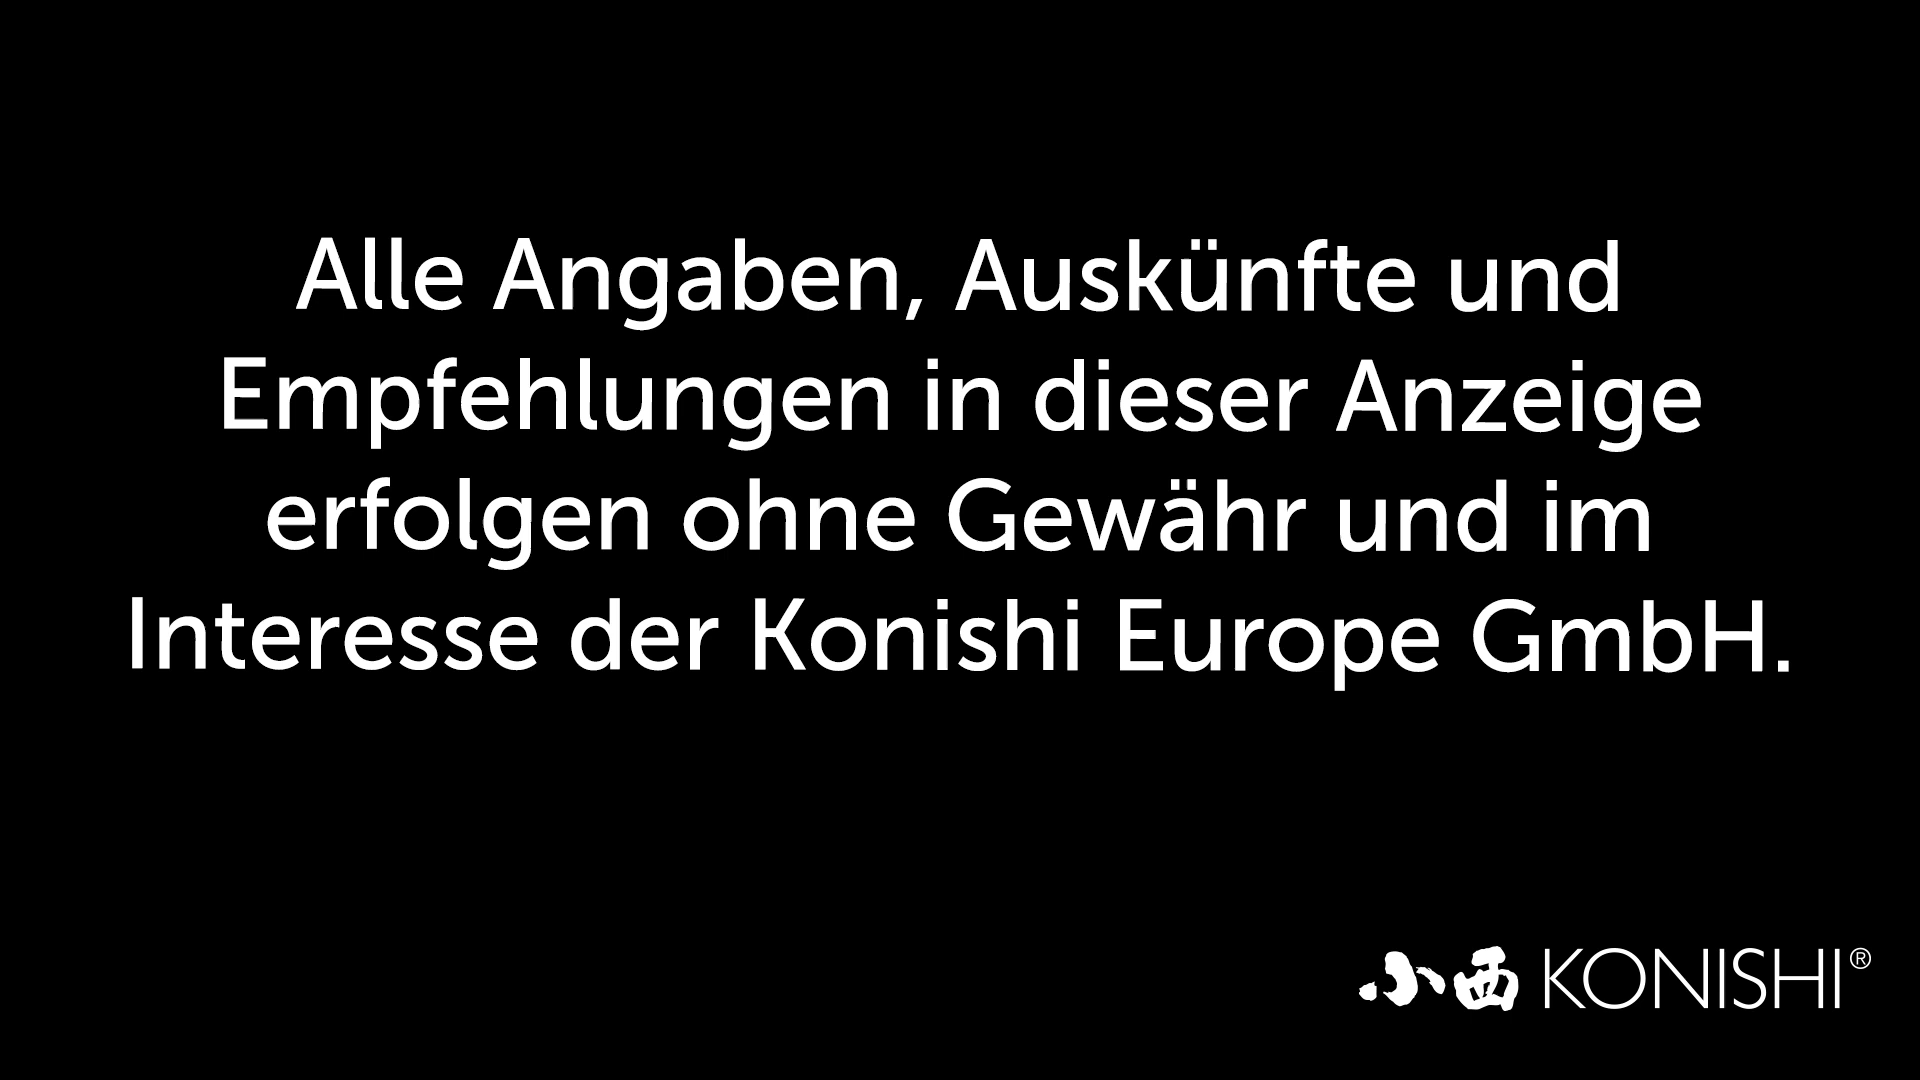 Alle Angaben, Auskünfte und
Empfehlungen in dieser Anzeige
erfolgen ohne Gewähr und im
Interesse der Konishi Europe GmbH.
小西 KONISHI®